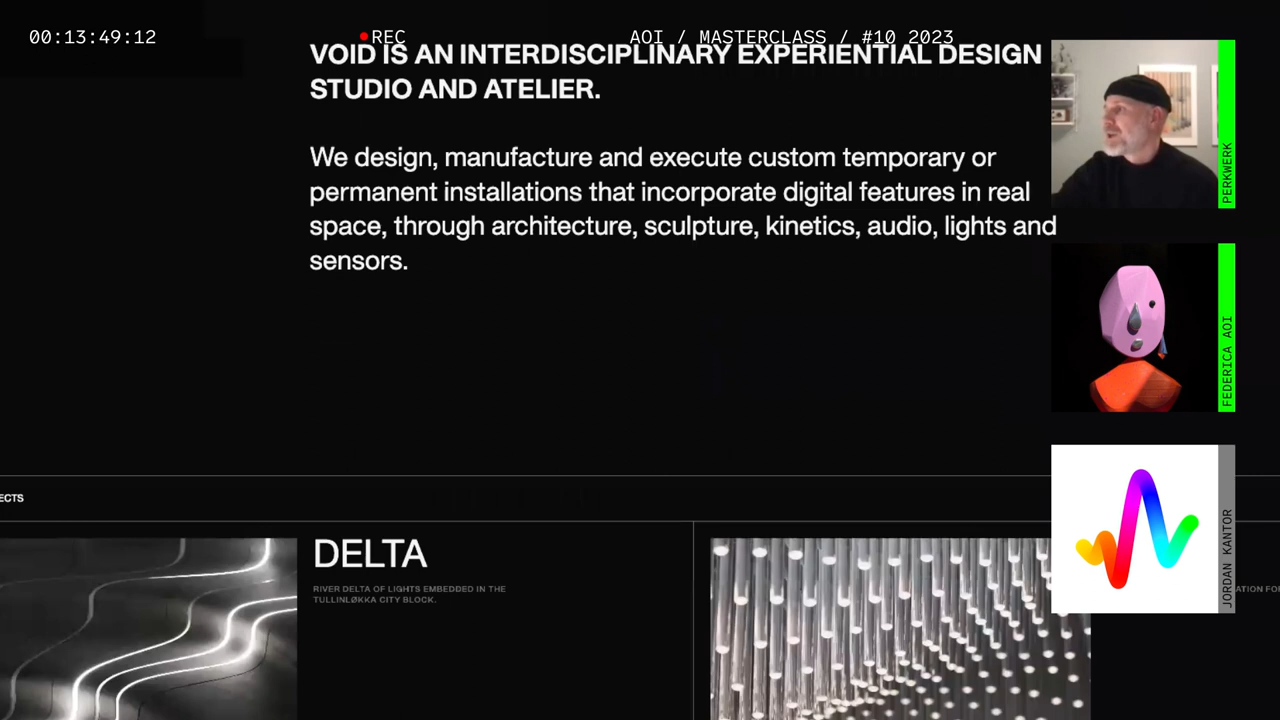 00:13:49:12
REC
AOI / MASTERCLASS / #10 2023
VOID IS AN INTERDISCIPLINARY EXPERIENTIAL DESIGN
STUDIO AND ATELIER.
We design, manufacture and execute custom temporary or
permanent installations that incorporate digital features in real
space, through architecture, sculpture, kinetics, audio, lights and
sensors.
PERKWERK
FEDERICA AOI
JORDAN KANTOR
ECTS
DELTA
RIVER DELTA OF LIGHTS EMBEDDED IN THE
TULLINLØKKA CITY BLOCK.
ATION FO